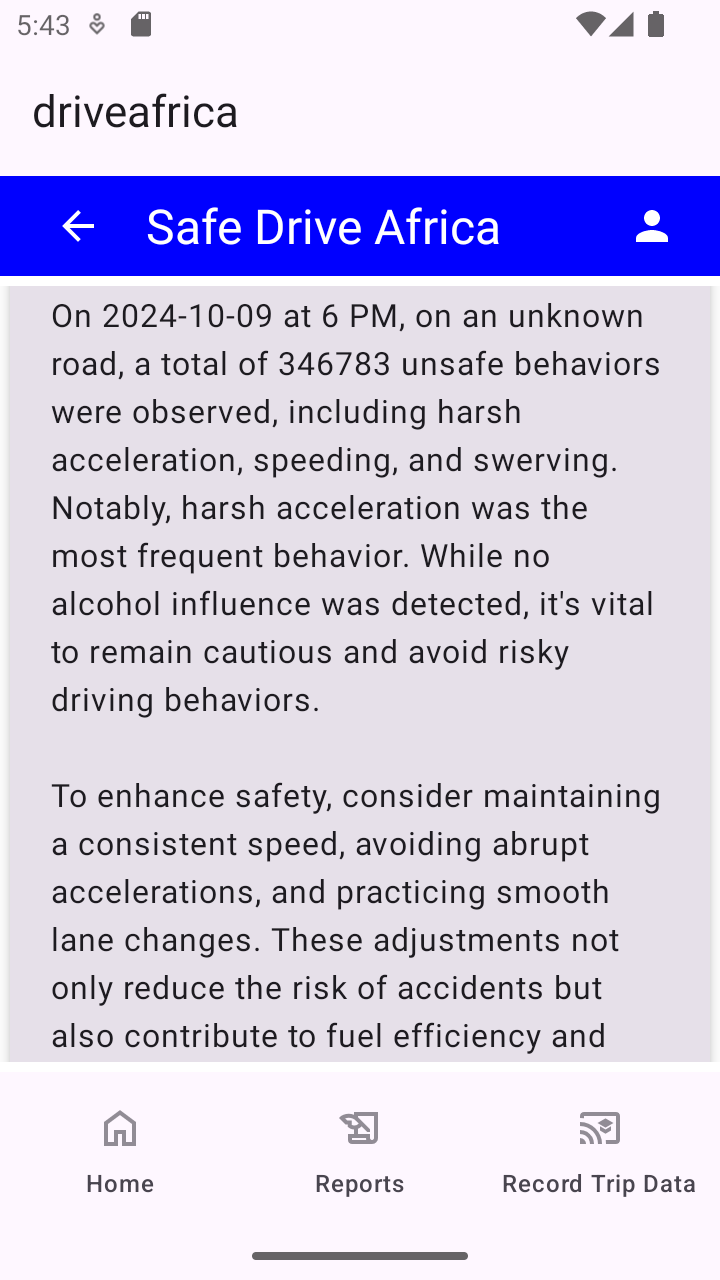 5:43
driveafrica
Safe Drive Africa
On 2024-10-09 at 6 PM, on an unknown
road, a total of 346783 unsafe behaviors
were observed, including harsh
acceleration, speeding, and swerving.
Notably, harsh acceleration was the
most frequent behavior. While no
alcohol influence was detected, it's vital
to remain cautious and avoid risky
driving behaviors.
To enhance safety, consider maintaining
a consistent speed, avoiding abrupt
accelerations, and practicing smooth
lane changes. These adjustments not
only reduce the risk of accidents but
also contribute to fuel efficiency and
Home
Reports
Record Trip Data